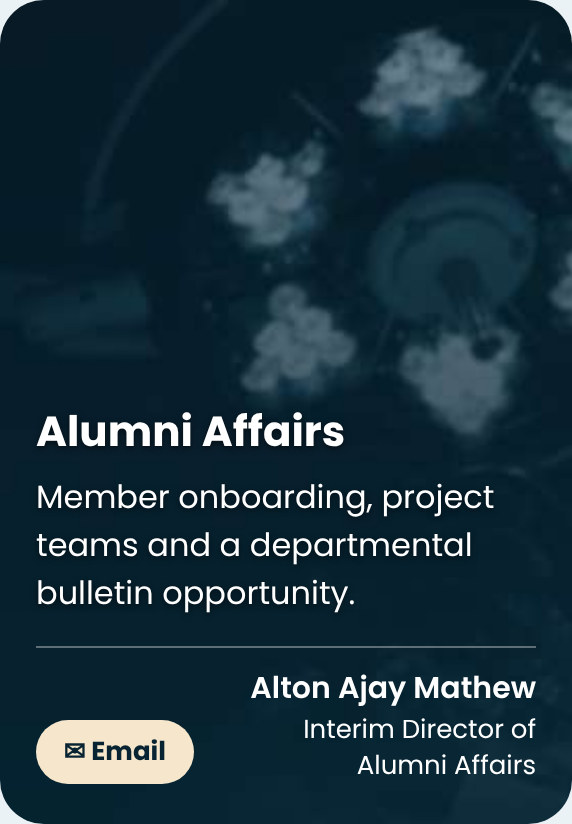 Alumni Affairs
Member onboarding, project
teams and a departmental
bulletin opportunity.
Alton Ajay Mathew
Interim Director of
Alumni Affairs
✉ Email